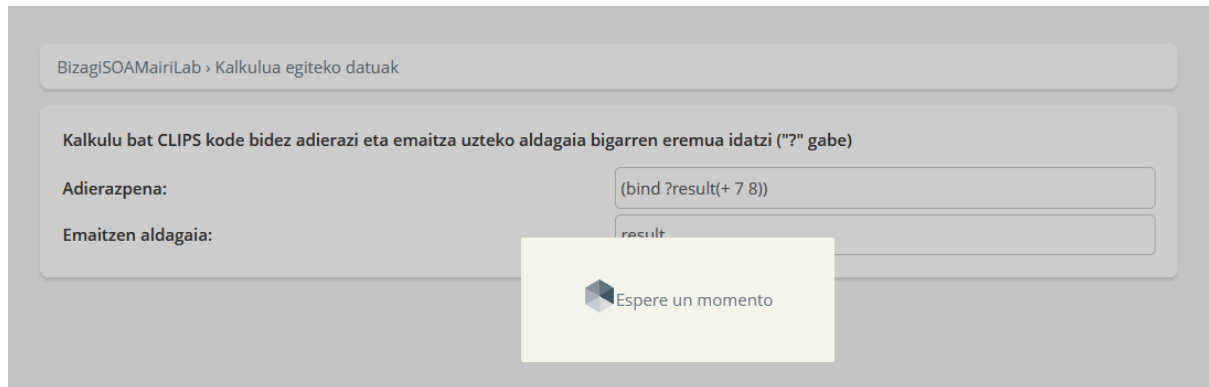 BizagiSOAMairiLab › Kalkulua egiteko datuak
Kalkulu bat CLIPS kode bidez adierazi eta emaitza uzteko aldagaia bigarren eremua idatzi ("?" gabe)
Adierazpena: (bind ?result(+ 7 8))
Emaitzen aldagaia: result
Espere un momento